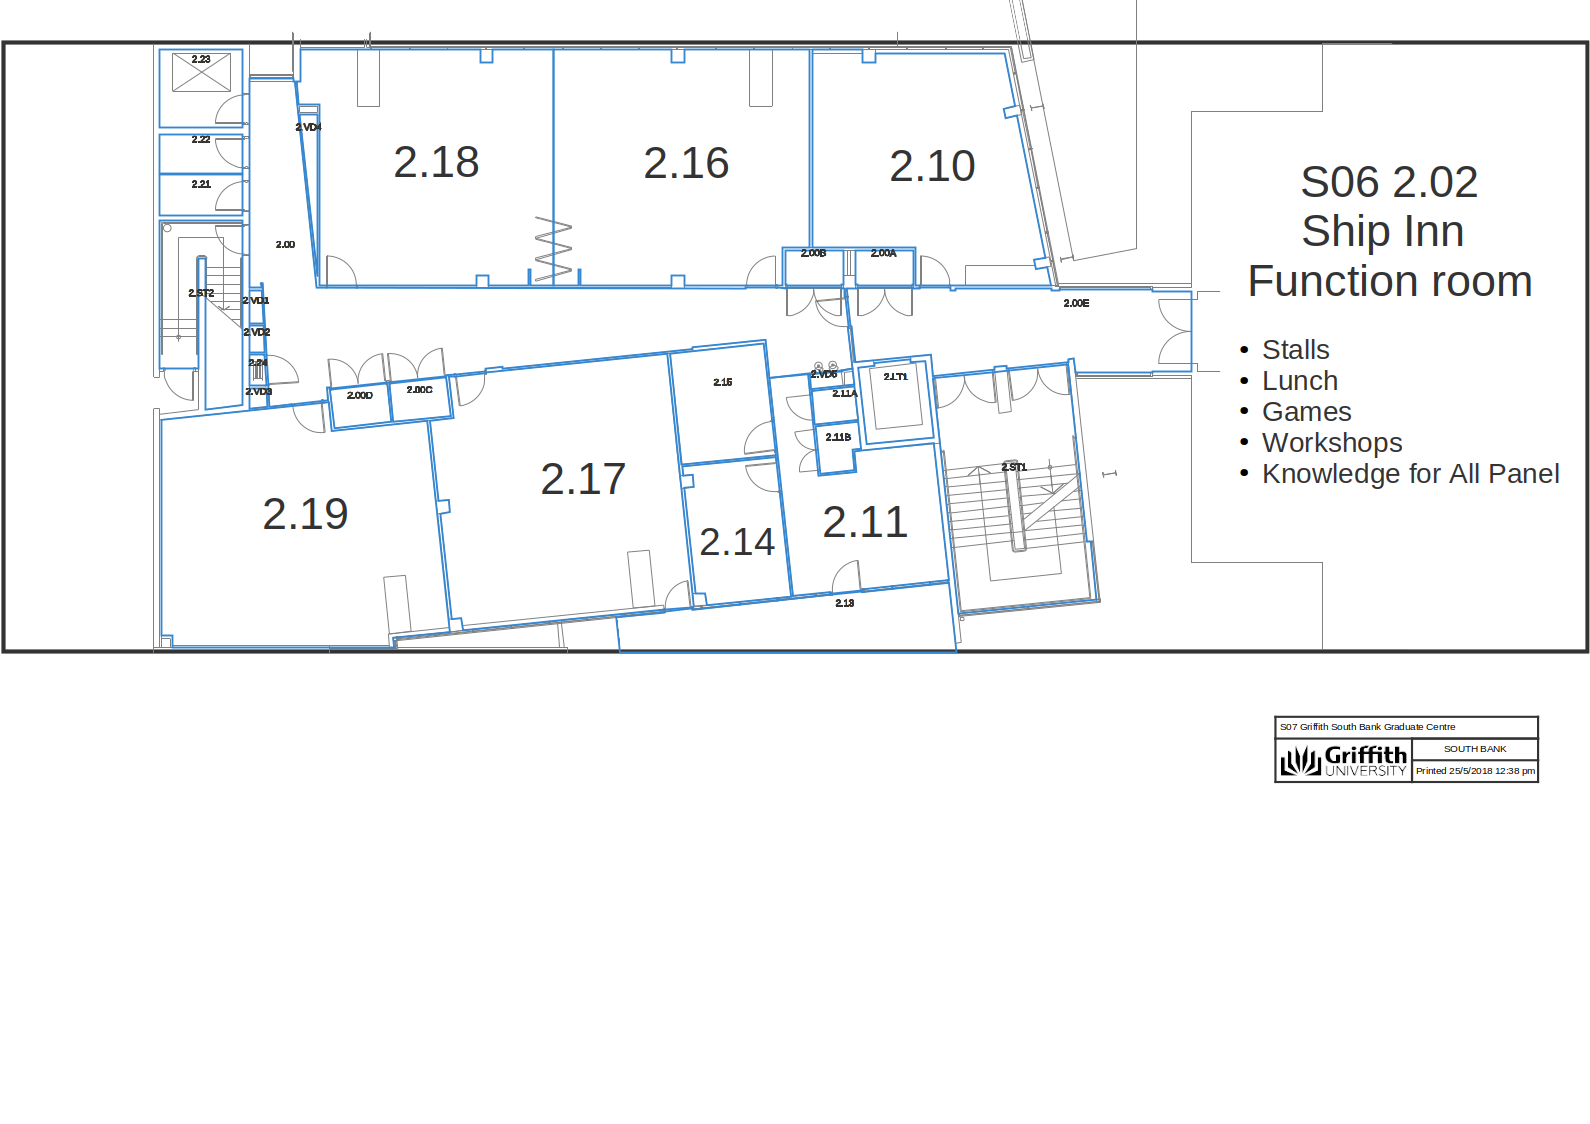 2.23
2.22
2.21
2.VD4
2.18
2.16
2.10
2.00
2.00B
2.00A
2.ST2
2.VD1
2.VD2
2.24
2.VD3
2.00E
S06 2.02
Ship Inn
Function room
• Stalls
• Lunch
• Games
• Workshops
• Knowledge for All Panel
2.00D
2.00C
2.15
2.11A
2.11B
2.LT1
2.19
2.17
2.14
2.11
2.ST1
2.13
S07 Griffith South Bank Graduate Centre
Griffith
UNIVERSITY
SOUTH BANK
Printed 25/5/2018 12:38 pm